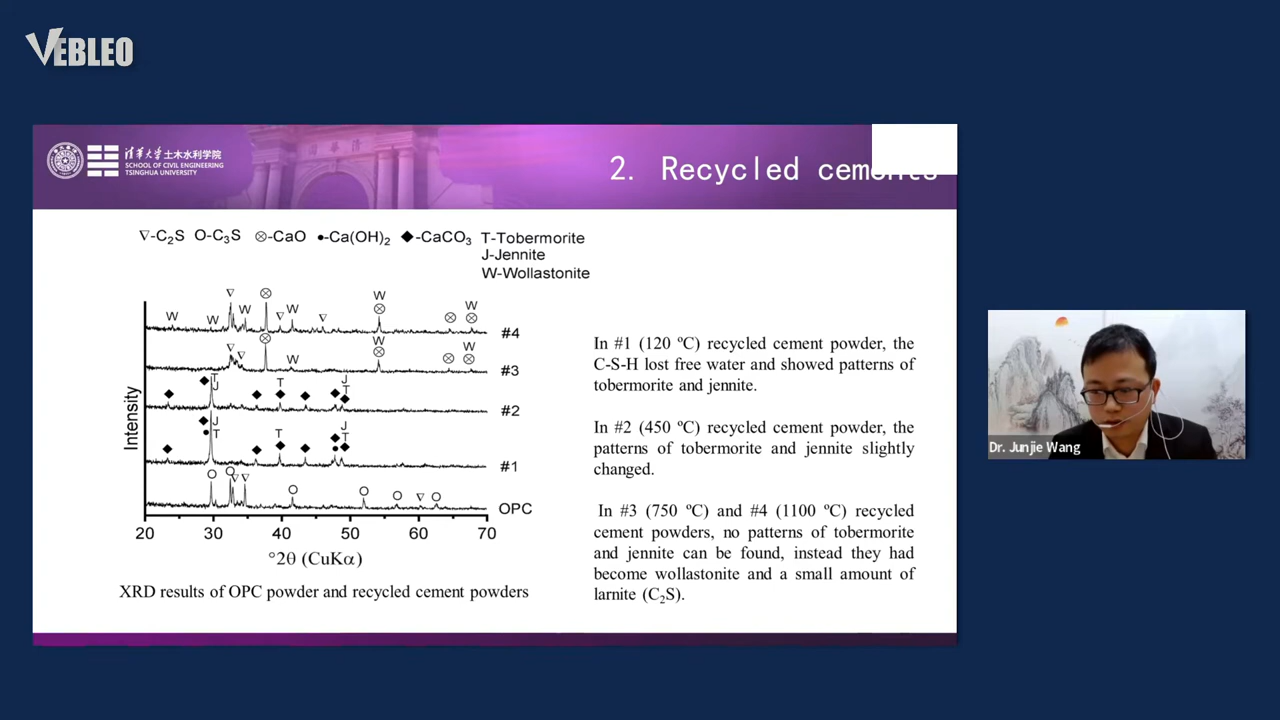 VEBLEO
清华大学土木水利学院
SCHOOL OF CIVIL ENGINEERING
TSINGHUA UNIVERSITY
2. Recycled cements
▽-C₂S O-C₃S ⊗-CaO •-Ca(OH)₂ ◆-CaCO₃ T-Tobermorite
J-Jennite
W-Wollastonite
W W ▽ W ⊗ ▽ W ▽ W ⊗ ⊗ W ⊗
#4
▽ ▽ ⊗ W W ⊗ ⊗ W ⊗
#3
◆ ◆ T J ◆ T ◆ ◆ ◆ J T ◆
#2
◆ ◆ • J T ◆ T ◆ ◆ ◆ • J T ◆
#1
O O ▽ ▽ O O O ▽ O
OPC
Intensity
20 30 40 50 60 70
°2θ (CuKα)
XRD results of OPC powder and recycled cement powders
In #1 (120 ºC) recycled cement powder, the
C-S-H lost free water and showed patterns of
tobermorite and jennite.
In #2 (450 ºC) recycled cement powder, the
patterns of tobermorite and jennite slightly
changed.
In #3 (750 ºC) and #4 (1100 ºC) recycled
cement powders, no patterns of tobermorite
and jennite can be found, instead they had
become wollastonite and a small amount of
larnite (C₂S).
Dr. Junjie Wang